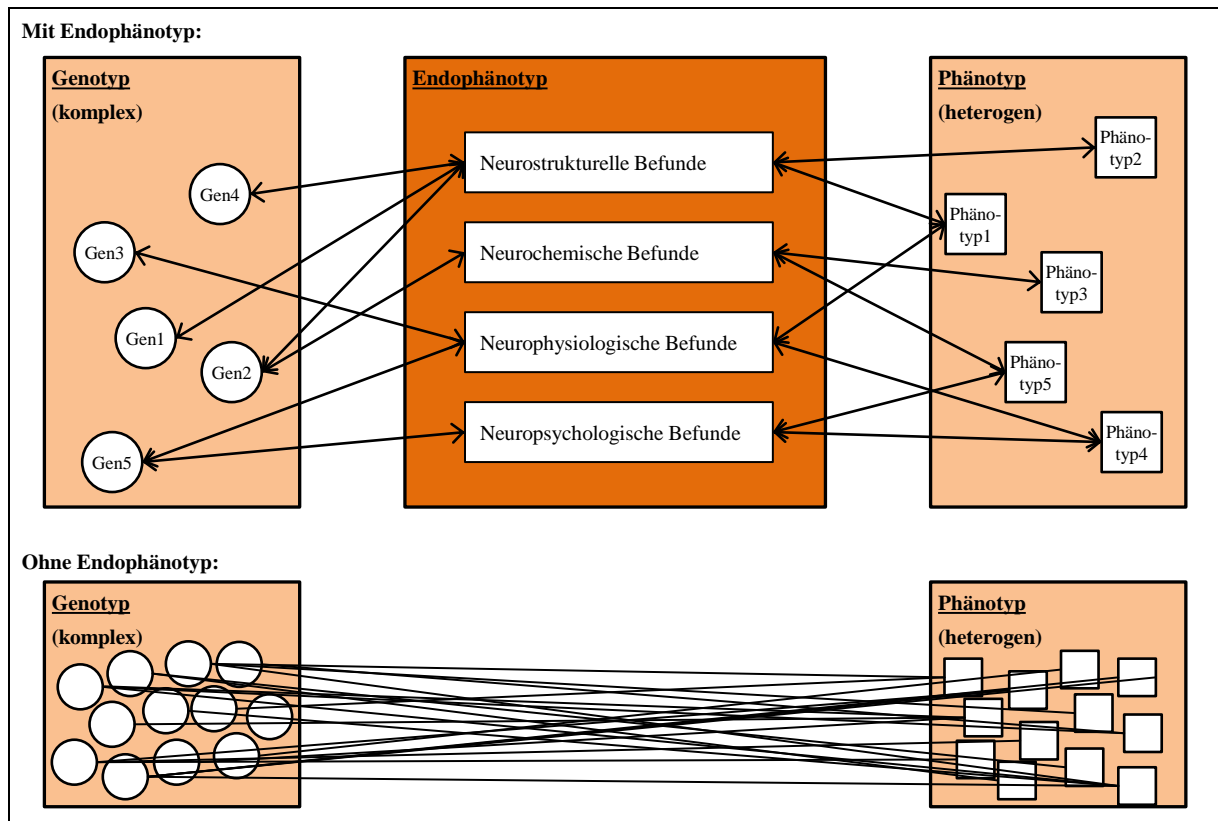 Mit Endophänotyp:
Genotyp
(komplex)
Gen4
Gen3
Gen1
Gen2
Gen5
Endophänotyp
Neurostrukturelle Befunde
Neurochemische Befunde
Neurophysiologische Befunde
Neuropsychologische Befunde
Phänotyp
(heterogen)
Phäno-
typ2
Phäno-
typ1
Phäno-
typ3
Phäno-
typ5
Phäno-
typ4
Ohne Endophänotyp:
Genotyp
(komplex)
Phänotyp
(heterogen)